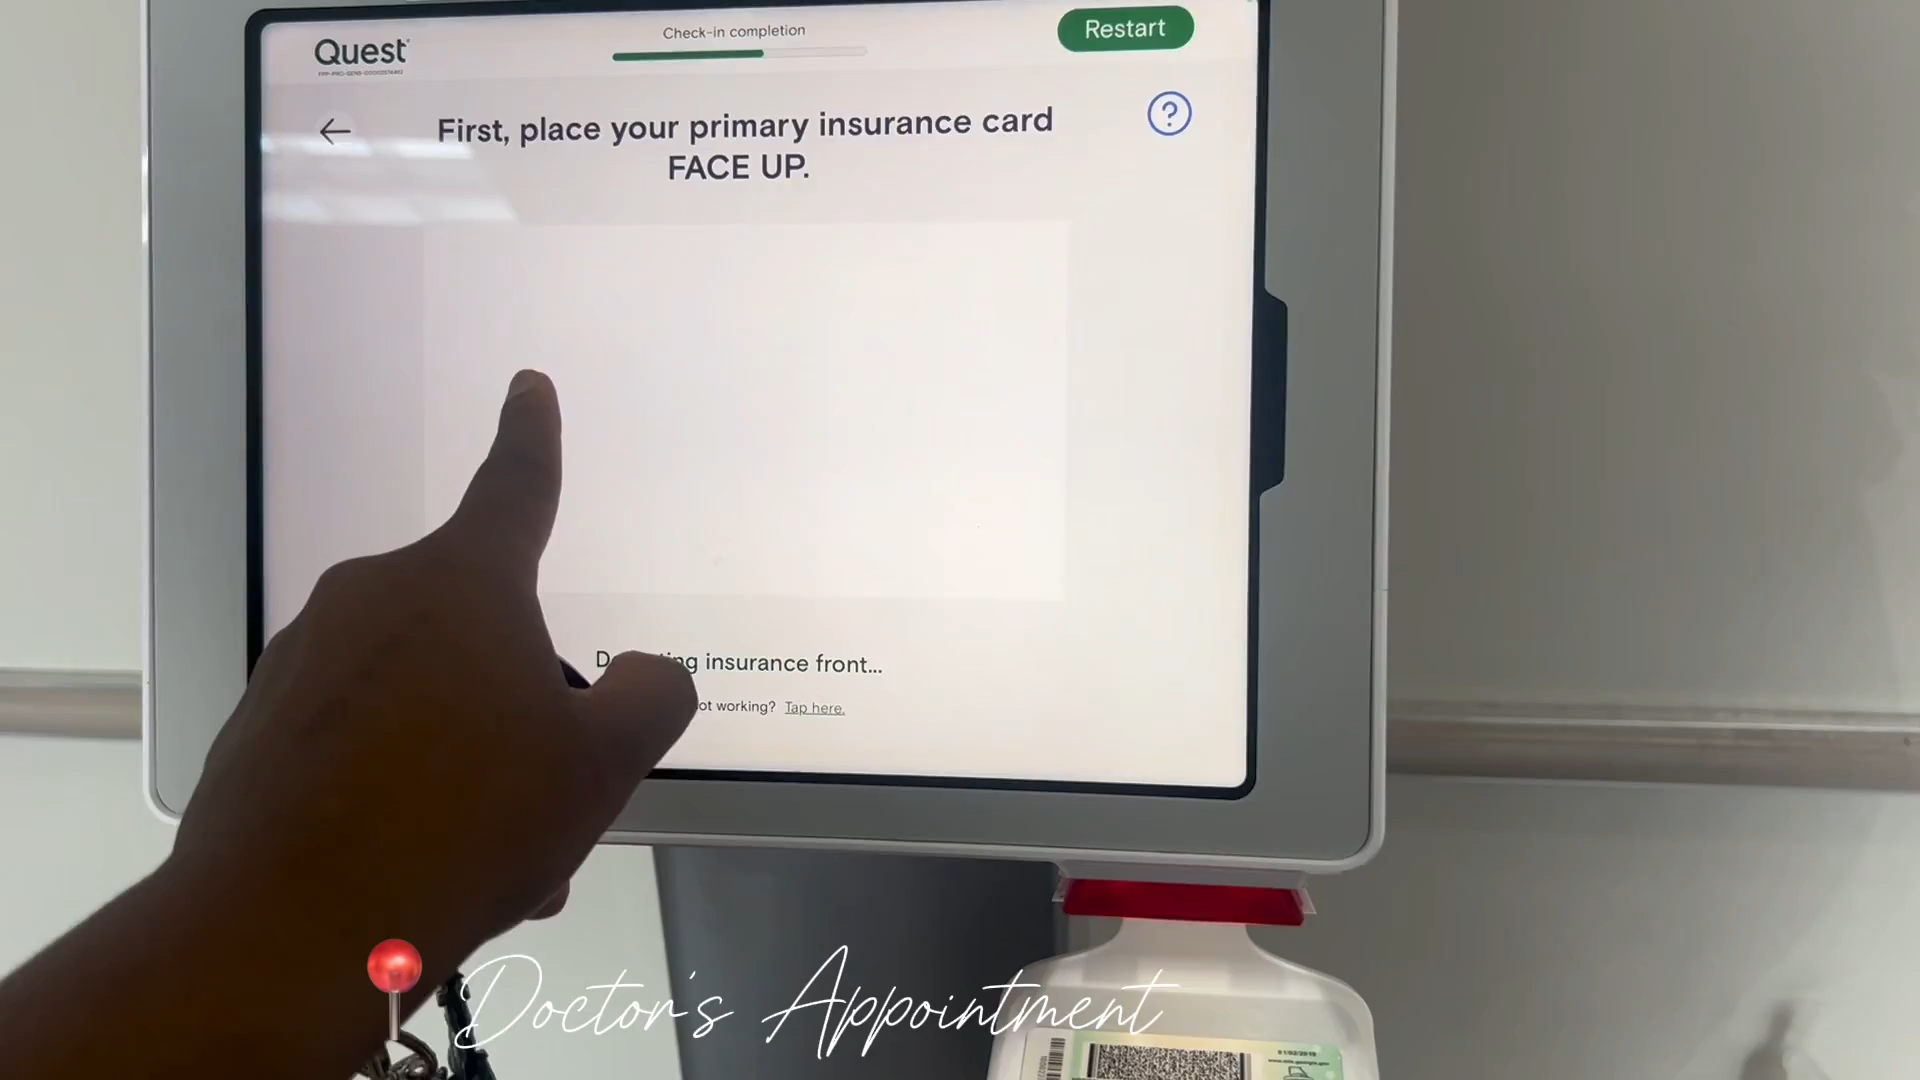 Quest
Check-in completion
Restart
First, place your primary insurance card
FACE UP.
?
insurance front...
working? Tap here.
Doctor's Appointment